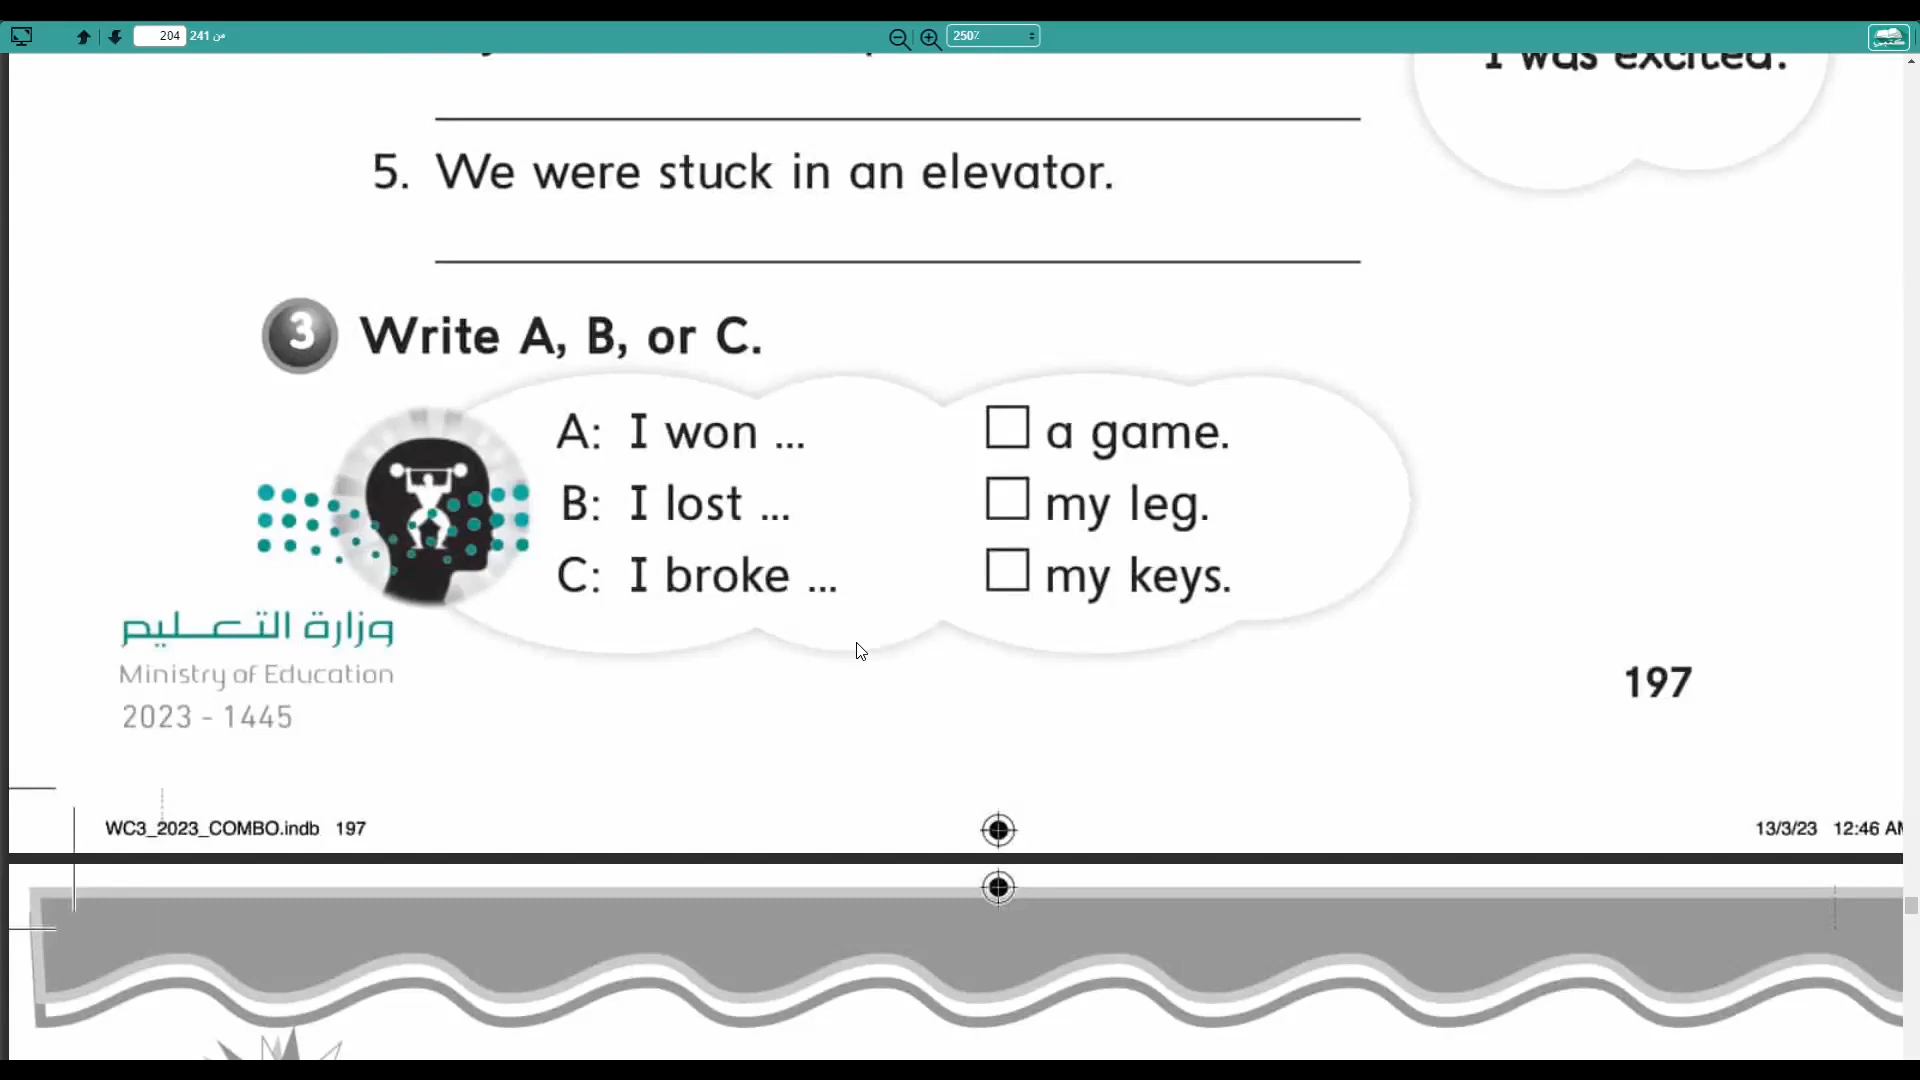 204
من 241
250%
I was excited.
5. We were stuck in an elevator.
3 Write A, B, or C.
A: I won ... a game.
B: I lost ... my leg.
C: I broke ... my keys.
وزارة التعليم
Ministry of Education
2023 - 1445
197
WC3_2023_COMBO.indb 197
13/3/23 12:46 AM